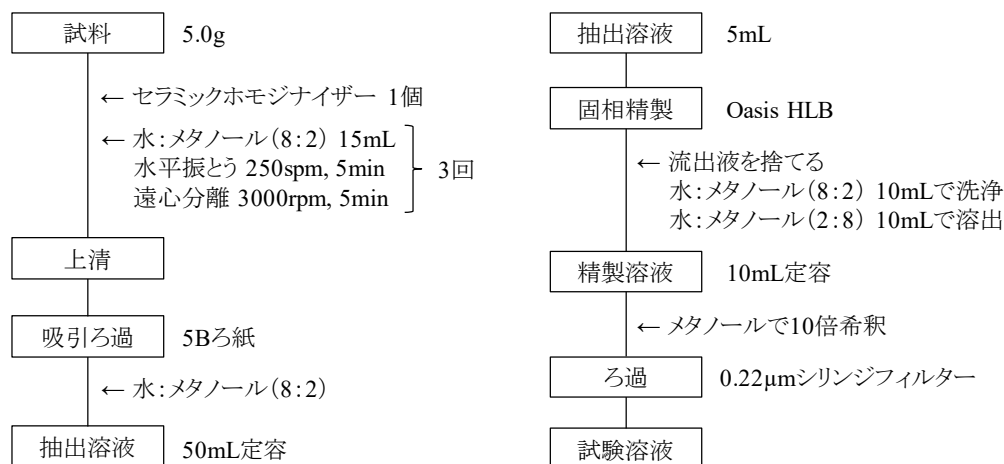 試料 5.0g
← セラミックホモジナイザー 1個
← 水:メタノール(8:2) 15mL
水平振とう 250spm, 5min
遠心分離 3000rpm, 5min
3回
上清
吸引ろ過 5Bろ紙
← 水:メタノール(8:2)
抽出溶液 50mL定容
抽出溶液 5mL
固相精製 Oasis HLB
← 流出液を捨てる
水:メタノール(8:2) 10mLで洗浄
水:メタノール(2:8) 10mLで溶出
精製溶液 10mL定容
← メタノールで10倍希釈
ろ過 0.22μmシリンジフィルター
試験溶液